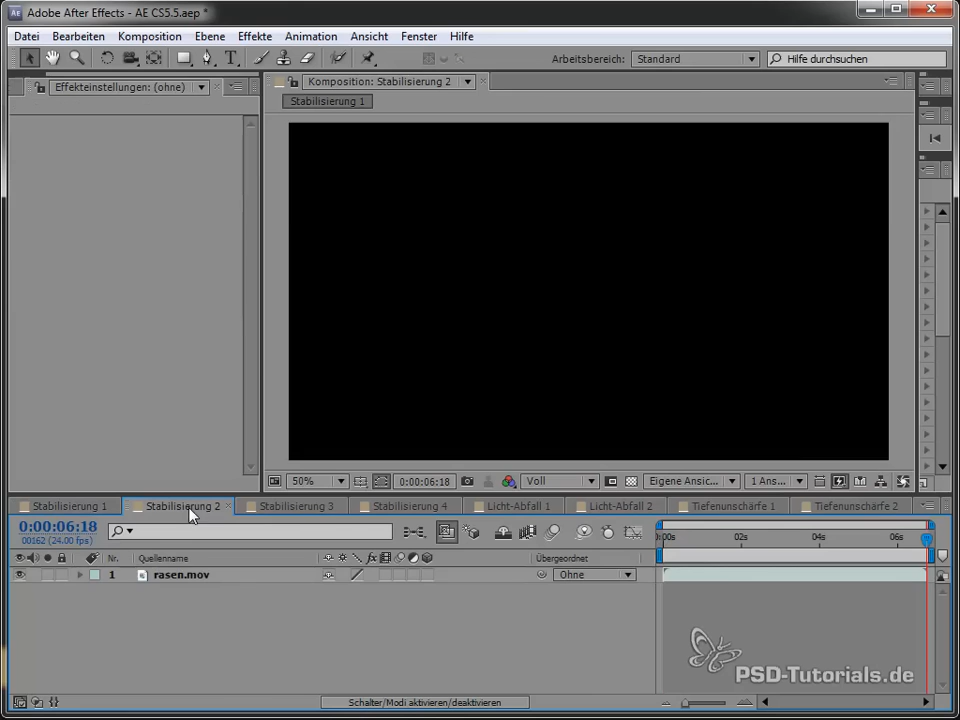 Adobe After Effects - AE CS5.5.aep *
Datei Bearbeiten Komposition Ebene Effekte Animation Ansicht Fenster Hilfe
Arbeitsbereich: Standard Hilfe durchsuchen
Effekteinstellungen: (ohne) Komposition: Stabilisierung 2
Stabilisierung 1
50% 0:00:06:18 Voll Eigene Ansic... 1 Ans...
Stabilisierung 1 Stabilisierung 2 Stabilisierung 3 Stabilisierung 4 Licht-Abfall 1 Licht-Abfall 2 Tiefenunschärfe 1 Tiefenunschärfe 2
0:00:06:18
00162 (24.00 fps)
:00s 02s 04s 06s
Nr. Quellenname fx Übergeordnet
1 rasen.mov Ohne
PSD-Tutorials.de
Schalter/Modi aktivieren/deaktivieren